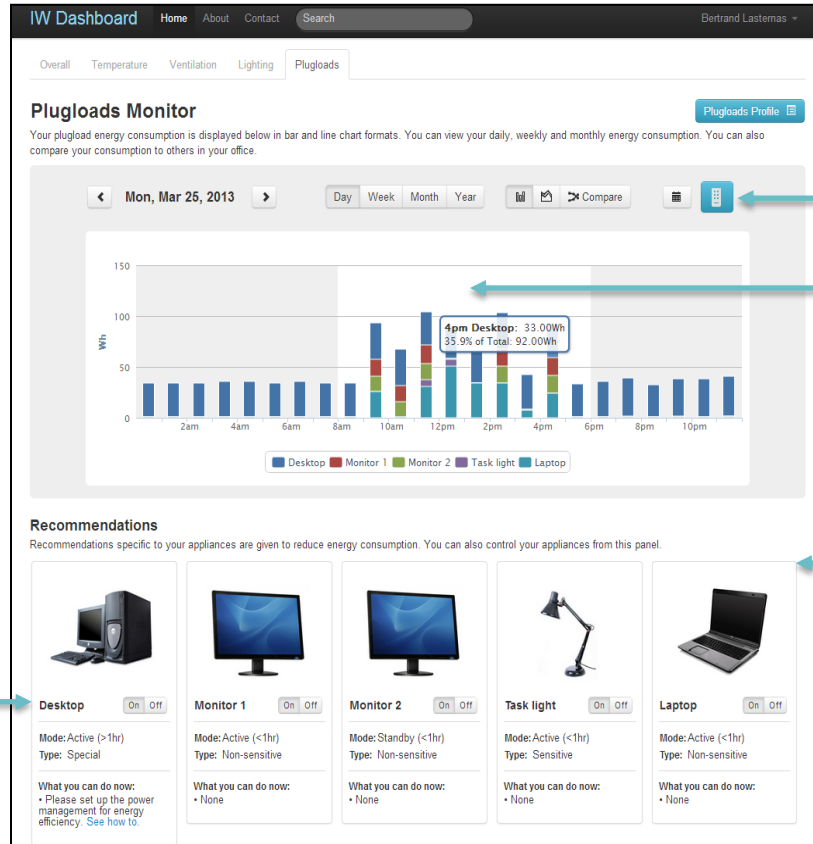 IW Dashboard Home About Contact Search Bertrand Lasternas
Overall Temperature Ventilation Lighting Plugloads
Plugloads Monitor
Plugloads Profile
Your plugload energy consumption is displayed below in bar and line chart formats. You can view your daily, weekly and monthly energy consumption. You can also
compare your consumption to others in your office.
Mon, Mar 25, 2013 Day Week Month Year Compare
150
100
50
0
Wh
4pm Desktop: 33.00Wh
35.9% of Total: 92.00Wh
2am 4am 6am 8am 10am 12pm 2pm 4pm 6pm 8pm 10pm
Desktop Monitor 1 Monitor 2 Task light Laptop
Recommendations
Recommendations specific to your appliances are given to reduce energy consumption. You can also control your appliances from this panel.
Desktop On Off
Mode: Active (>1hr)
Type: Special
What you can do now:
• Please set up the power
management for energy
efficiency. See how to.
Monitor 1 On Off
Mode: Active (<1hr)
Type: Non-sensitive
What you can do now:
• None
Monitor 2 On Off
Mode: Standby (<1hr)
Type: Non-sensitive
What you can do now:
• None
Task light On Off
Mode: Active (<1hr)
Type: Sensitive
What you can do now:
• None
Laptop On Off
Mode: Active (<1hr)
Type: Non-sensitive
What you can do now:
• None